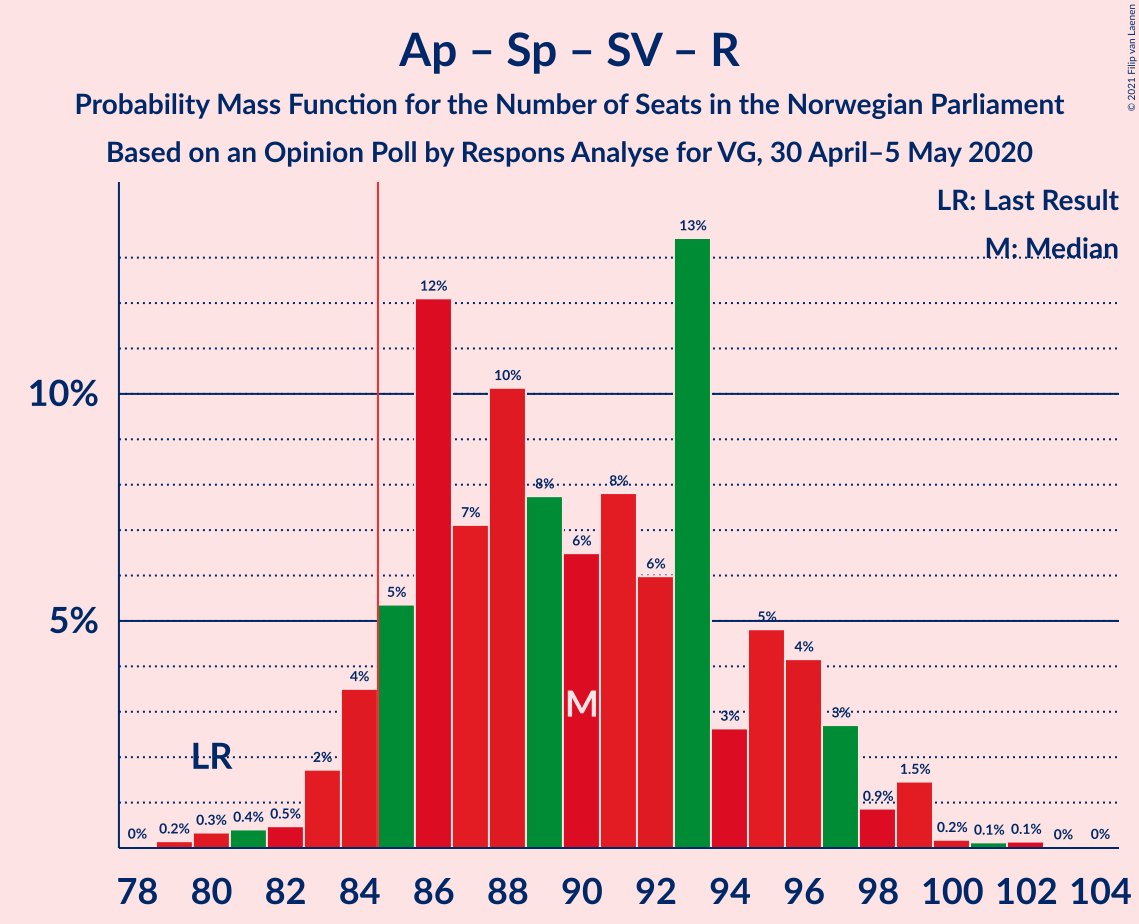 © 2021 Filip van Laenen
Ap – Sp – SV – R
Probability Mass Function for the Number of Seats in the Norwegian Parliament
Based on an Opinion Poll by Respons Analyse for VG, 30 April–5 May 2020
LR: Last Result
M: Median
10%
5%
0% 0.2% 0.3% 0.4% 0.5% 2% 4% 5% 12% 7% 10% 8% 6% 8% 6% 13% 3% 5% 4% 3% 0.9% 1.5% 0.2% 0.1% 0.1% 0% 0%
LR
M
78 80 82 84 86 88 90 92 94 96 98 100 102 104